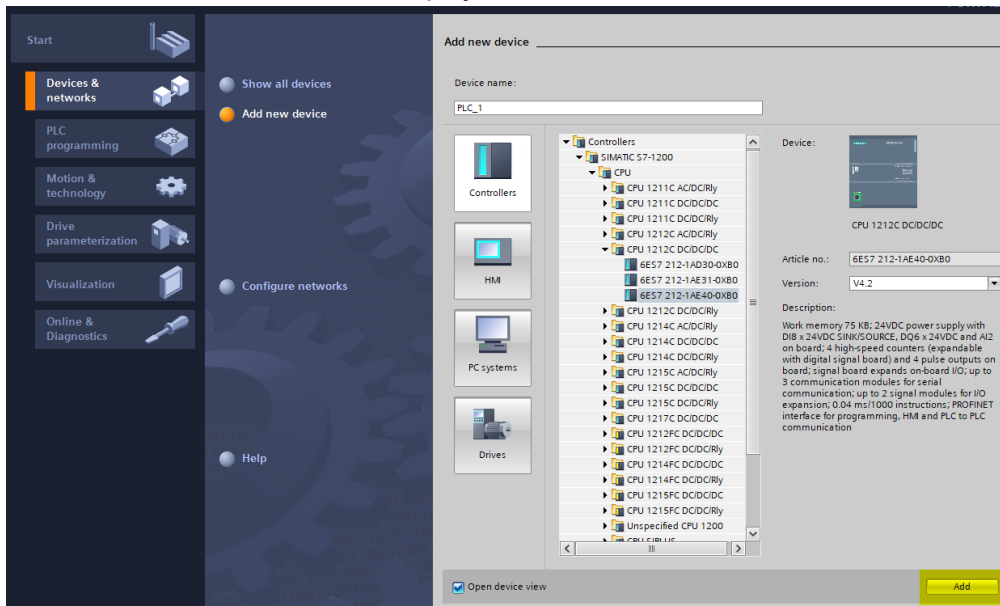 Start
Devices &
networks
PLC
programming
Motion &
technology
Drive
parameterization
Visualization
Online &
Diagnostics
Show all devices
Add new device
Configure networks
Help
Add new device
Device name:
PLC_1
Controllers
HMI
PC systems
Drives
Controllers
SIMATIC S7-1200
CPU
CPU 1211C AC/DC/Rly
CPU 1211C DC/DC/DC
CPU 1211C DC/DC/Rly
CPU 1212C AC/DC/Rly
CPU 1212C DC/DC/DC
6ES7 212-1AD30-0XB0
6ES7 212-1AE31-0XB0
6ES7 212-1AE40-0XB0
CPU 1212C DC/DC/Rly
CPU 1214C AC/DC/Rly
CPU 1214C DC/DC/DC
CPU 1214C DC/DC/Rly
CPU 1215C AC/DC/Rly
CPU 1215C DC/DC/DC
CPU 1215C DC/DC/Rly
CPU 1217C DC/DC/DC
CPU 1212FC DC/DC/DC
CPU 1212FC DC/DC/Rly
CPU 1214FC DC/DC/DC
CPU 1214FC DC/DC/Rly
CPU 1215FC DC/DC/DC
CPU 1215FC DC/DC/Rly
Unspecified CPU 1200
CPU SIPLUS
Device:
CPU 1212C DC/DC/DC
Article no.: 6ES7 212-1AE40-0XB0
Version: V4.2
Description:
Work memory 75 KB; 24VDC power supply with
DI8 x 24VDC SINK/SOURCE, DQ6 x 24VDC and AI2
on board; 4 high-speed counters (expandable
with digital signal board) and 4 pulse outputs on
board; signal board expands on-board I/O; up to
3 communication modules for serial
communication; up to 2 signal modules for I/O
expansion; 0.04 ms/1000 instructions; PROFINET
interface for programming, HMI and PLC to PLC
communication
Open device view
Add